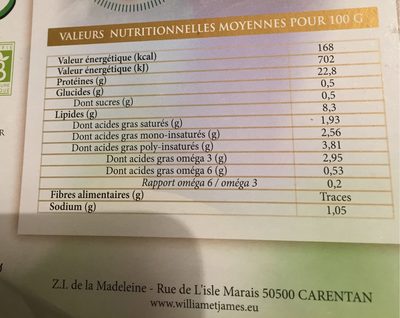 VALEURS NUTRITIONNELLES MOYENNES POUR 100 G
Valeur énergétique (kcal) 168
Valeur énergétique (kJ) 702
Protéines (g) 22,8
Glucides (g) 0,5
Dont sucres (g) 0,5
Lipides (g) 8,3
Dont acides gras saturés (g) 1,93
Dont acides gras mono-insaturés (g) 2,56
Dont acides gras poly-insaturés (g) 3,81
Dont acides gras oméga 3 (g) 2,95
Dont acides gras oméga 6 (g) 0,53
Rapport oméga 6 / oméga 3 0,2
Fibres alimentaires (g) Traces
Sodium (g) 1,05
Z.I. de la Madeleine - Rue de L'isle Marais 50500 CARENTAN
www.williametjames.eu